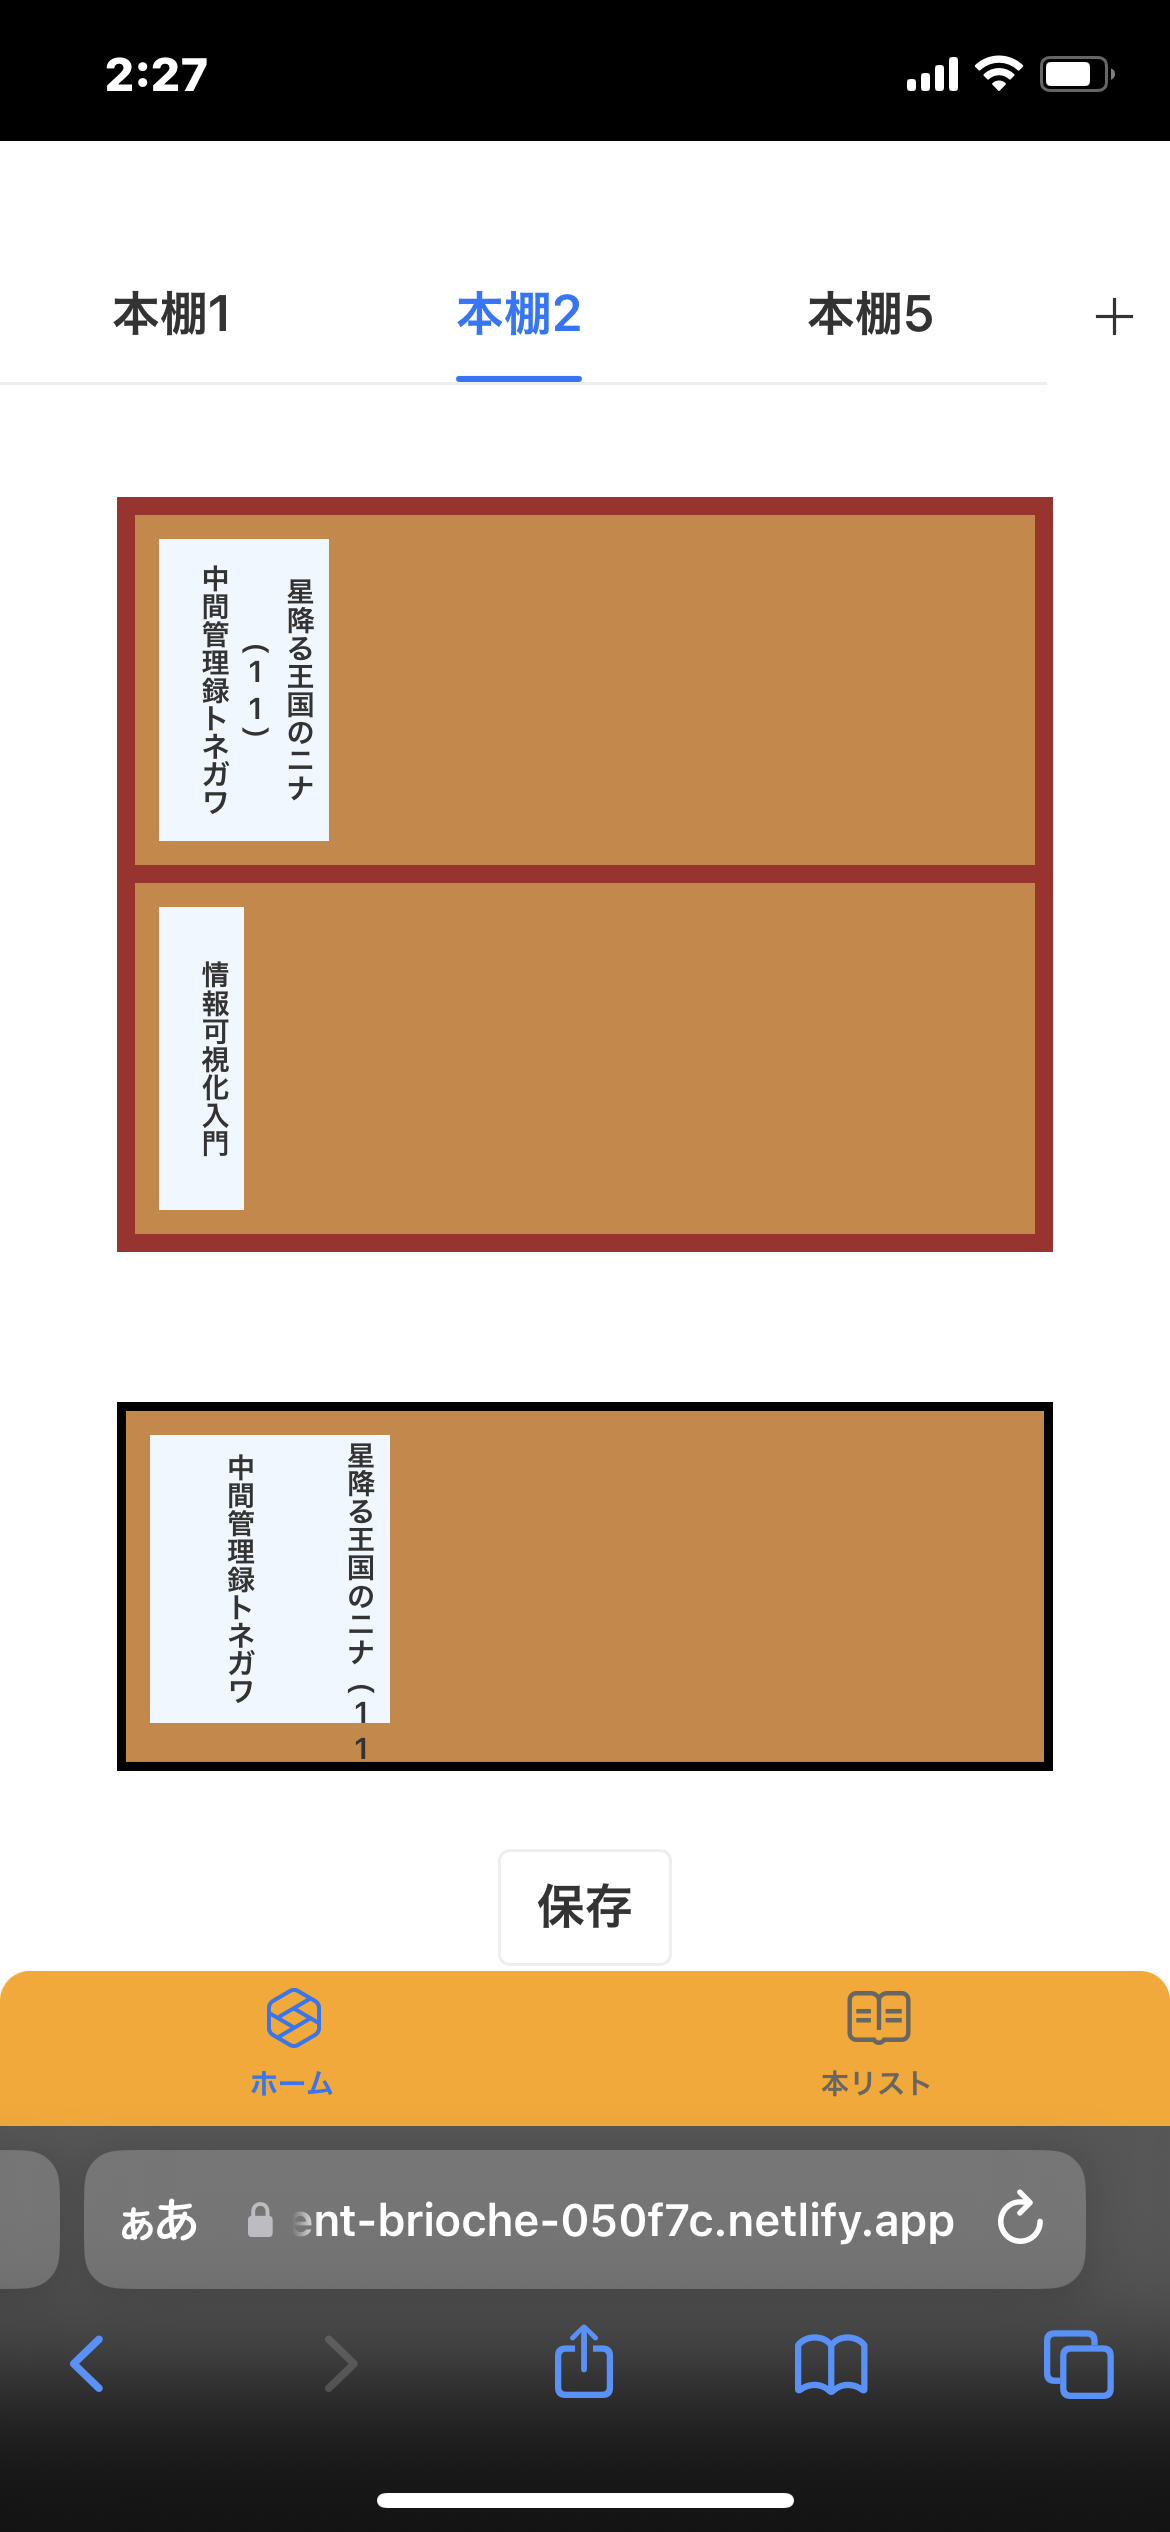 2:27
本棚1
本棚2
本棚5
中間管理録トネガワ
星降る王国のニナ
(11)
情報可視化入門
中間管理録トネガワ
星降る王国のニナ (11
保存
ホーム
本リスト
ぁあ
ent-brioche-050f7c.netlify.app